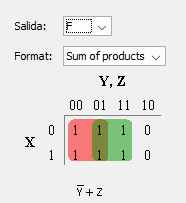 Salida: F
Format: Sum of products
Y, Z
00 01 11 10
X 0 1 1 1 0
1 1 1 1 0
Y̅ + Z